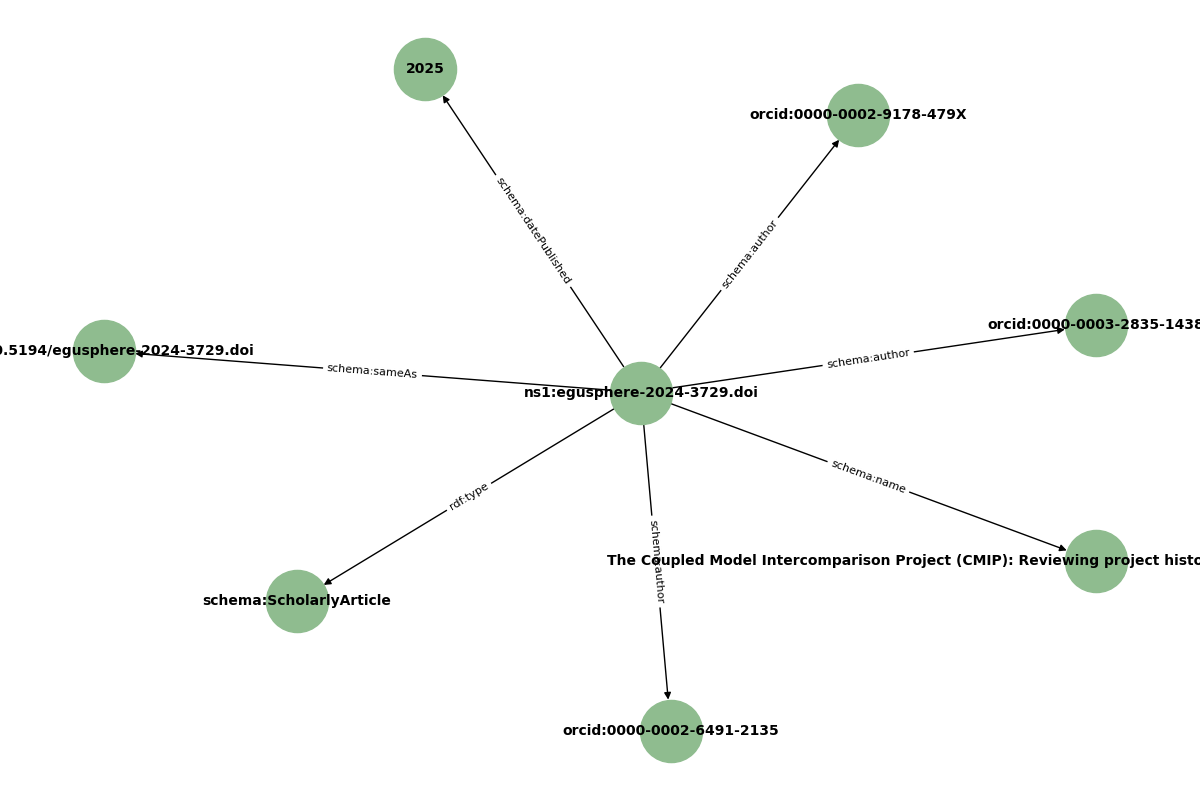 2025
orcid:0000-0002-9178-479X
schema:datePublished
schema:author
orcid:0000-0003-2835-1438
0.5194/egusphere-2024-3729.doi
schema:author
schema:sameAs
ns1:egusphere-2024-3729.doi
schema:name
rdf:type
schema:author
The Coupled Model Intercomparison Project (CMIP): Reviewing project histo
schema:ScholarlyArticle
orcid:0000-0002-6491-2135